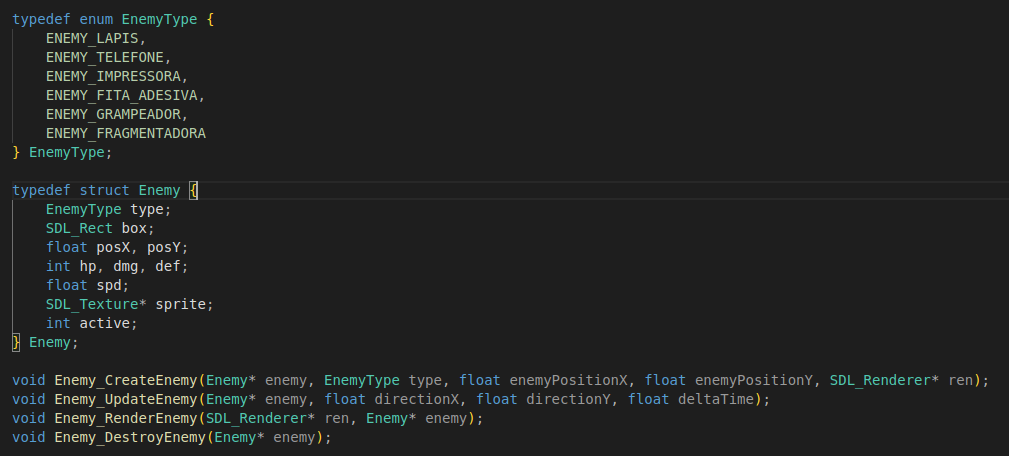 typedef enum EnemyType {
    ENEMY_LAPIS,
    ENEMY_TELEFONE,
    ENEMY_IMPRESSORA,
    ENEMY_FITA_ADESIVA,
    ENEMY_GRAMPEADOR,
    ENEMY_FRAGMENTADORA
} EnemyType;

typedef struct Enemy {
    EnemyType type;
    SDL_Rect box;
    float posX, posY;
    int hp, dmg, def;
    float spd;
    SDL_Texture* sprite;
    int active;
} Enemy;

void Enemy_CreateEnemy(Enemy* enemy, EnemyType type, float enemyPositionX, float enemyPositionY, SDL_Renderer* ren);
void Enemy_UpdateEnemy(Enemy* enemy, float directionX, float directionY, float deltaTime);
void Enemy_RenderEnemy(SDL_Renderer* ren, Enemy* enemy);
void Enemy_DestroyEnemy(Enemy* enemy);